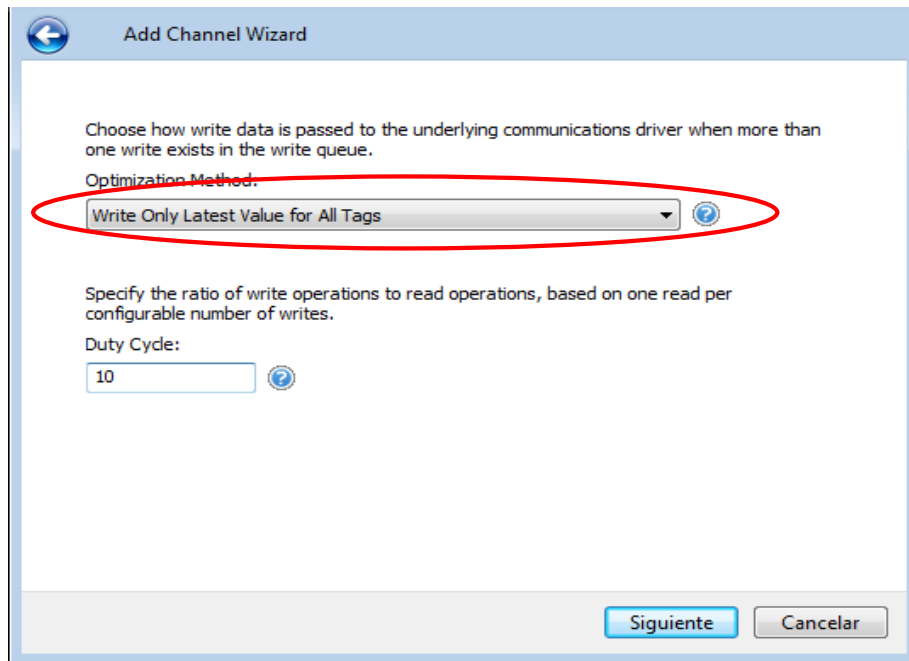 Add Channel Wizard
Choose how write data is passed to the underlying communications driver when more than
one write exists in the write queue.
Optimization Method:
Write Only Latest Value for All Tags
Specify the ratio of write operations to read operations, based on one read per
configurable number of writes.
Duty Cycle:
10
Siguiente
Cancelar